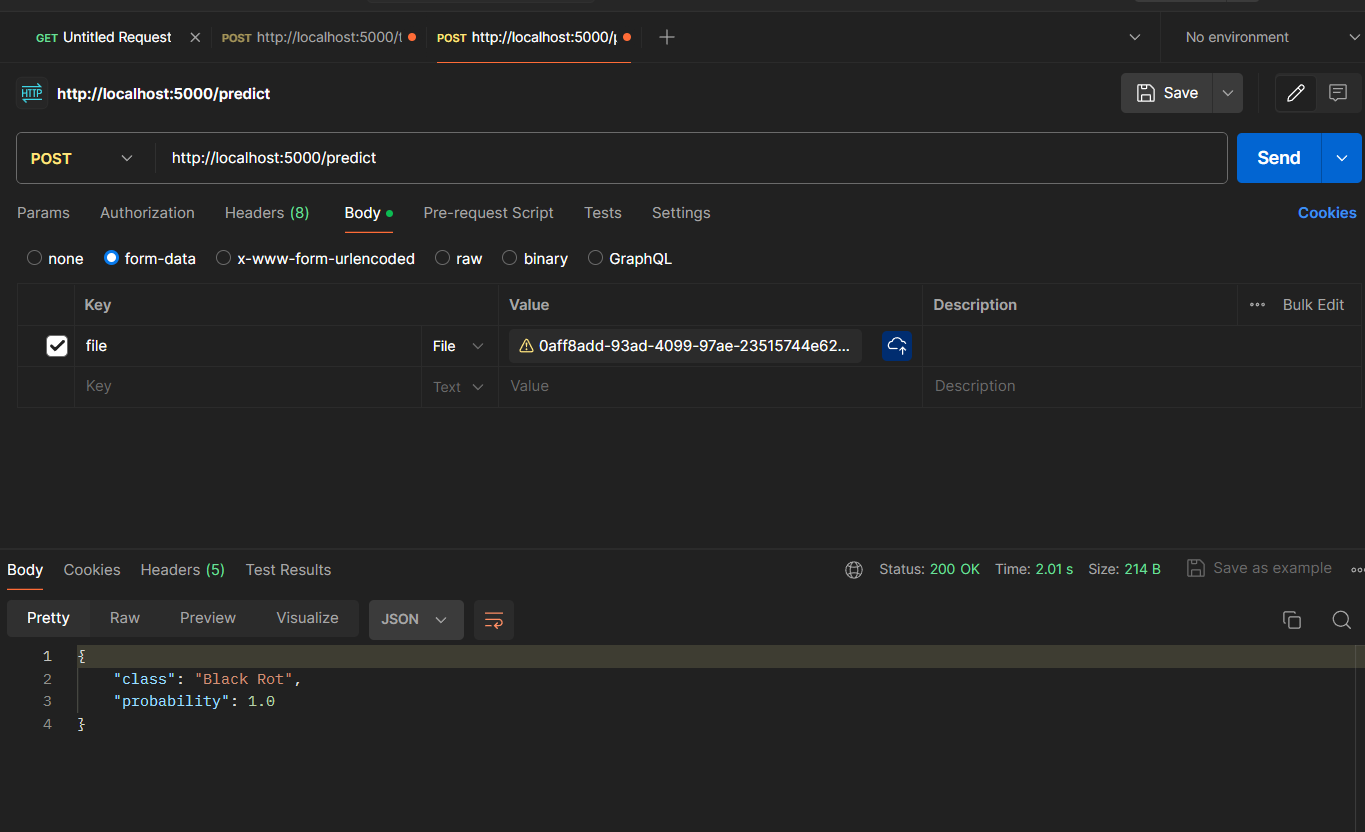 GET Untitled Request
POST http://localhost:5000/t
POST http://localhost:5000/p
No environment
HTTP http://localhost:5000/predict
Save
POST http://localhost:5000/predict
Send
Params Authorization Headers (8) Body Pre-request Script Tests Settings Cookies
none form-data x-www-form-urlencoded raw binary GraphQL
Key Value Description Bulk Edit
file File 0aff8add-93ad-4099-97ae-23515744e62...
Key Text Value Description
Body Cookies Headers (5) Test Results Status: 200 OK Time: 2.01 s Size: 214 B Save as example
Pretty Raw Preview Visualize JSON
1 {
2 "class": "Black Rot",
3 "probability": 1.0
4 }